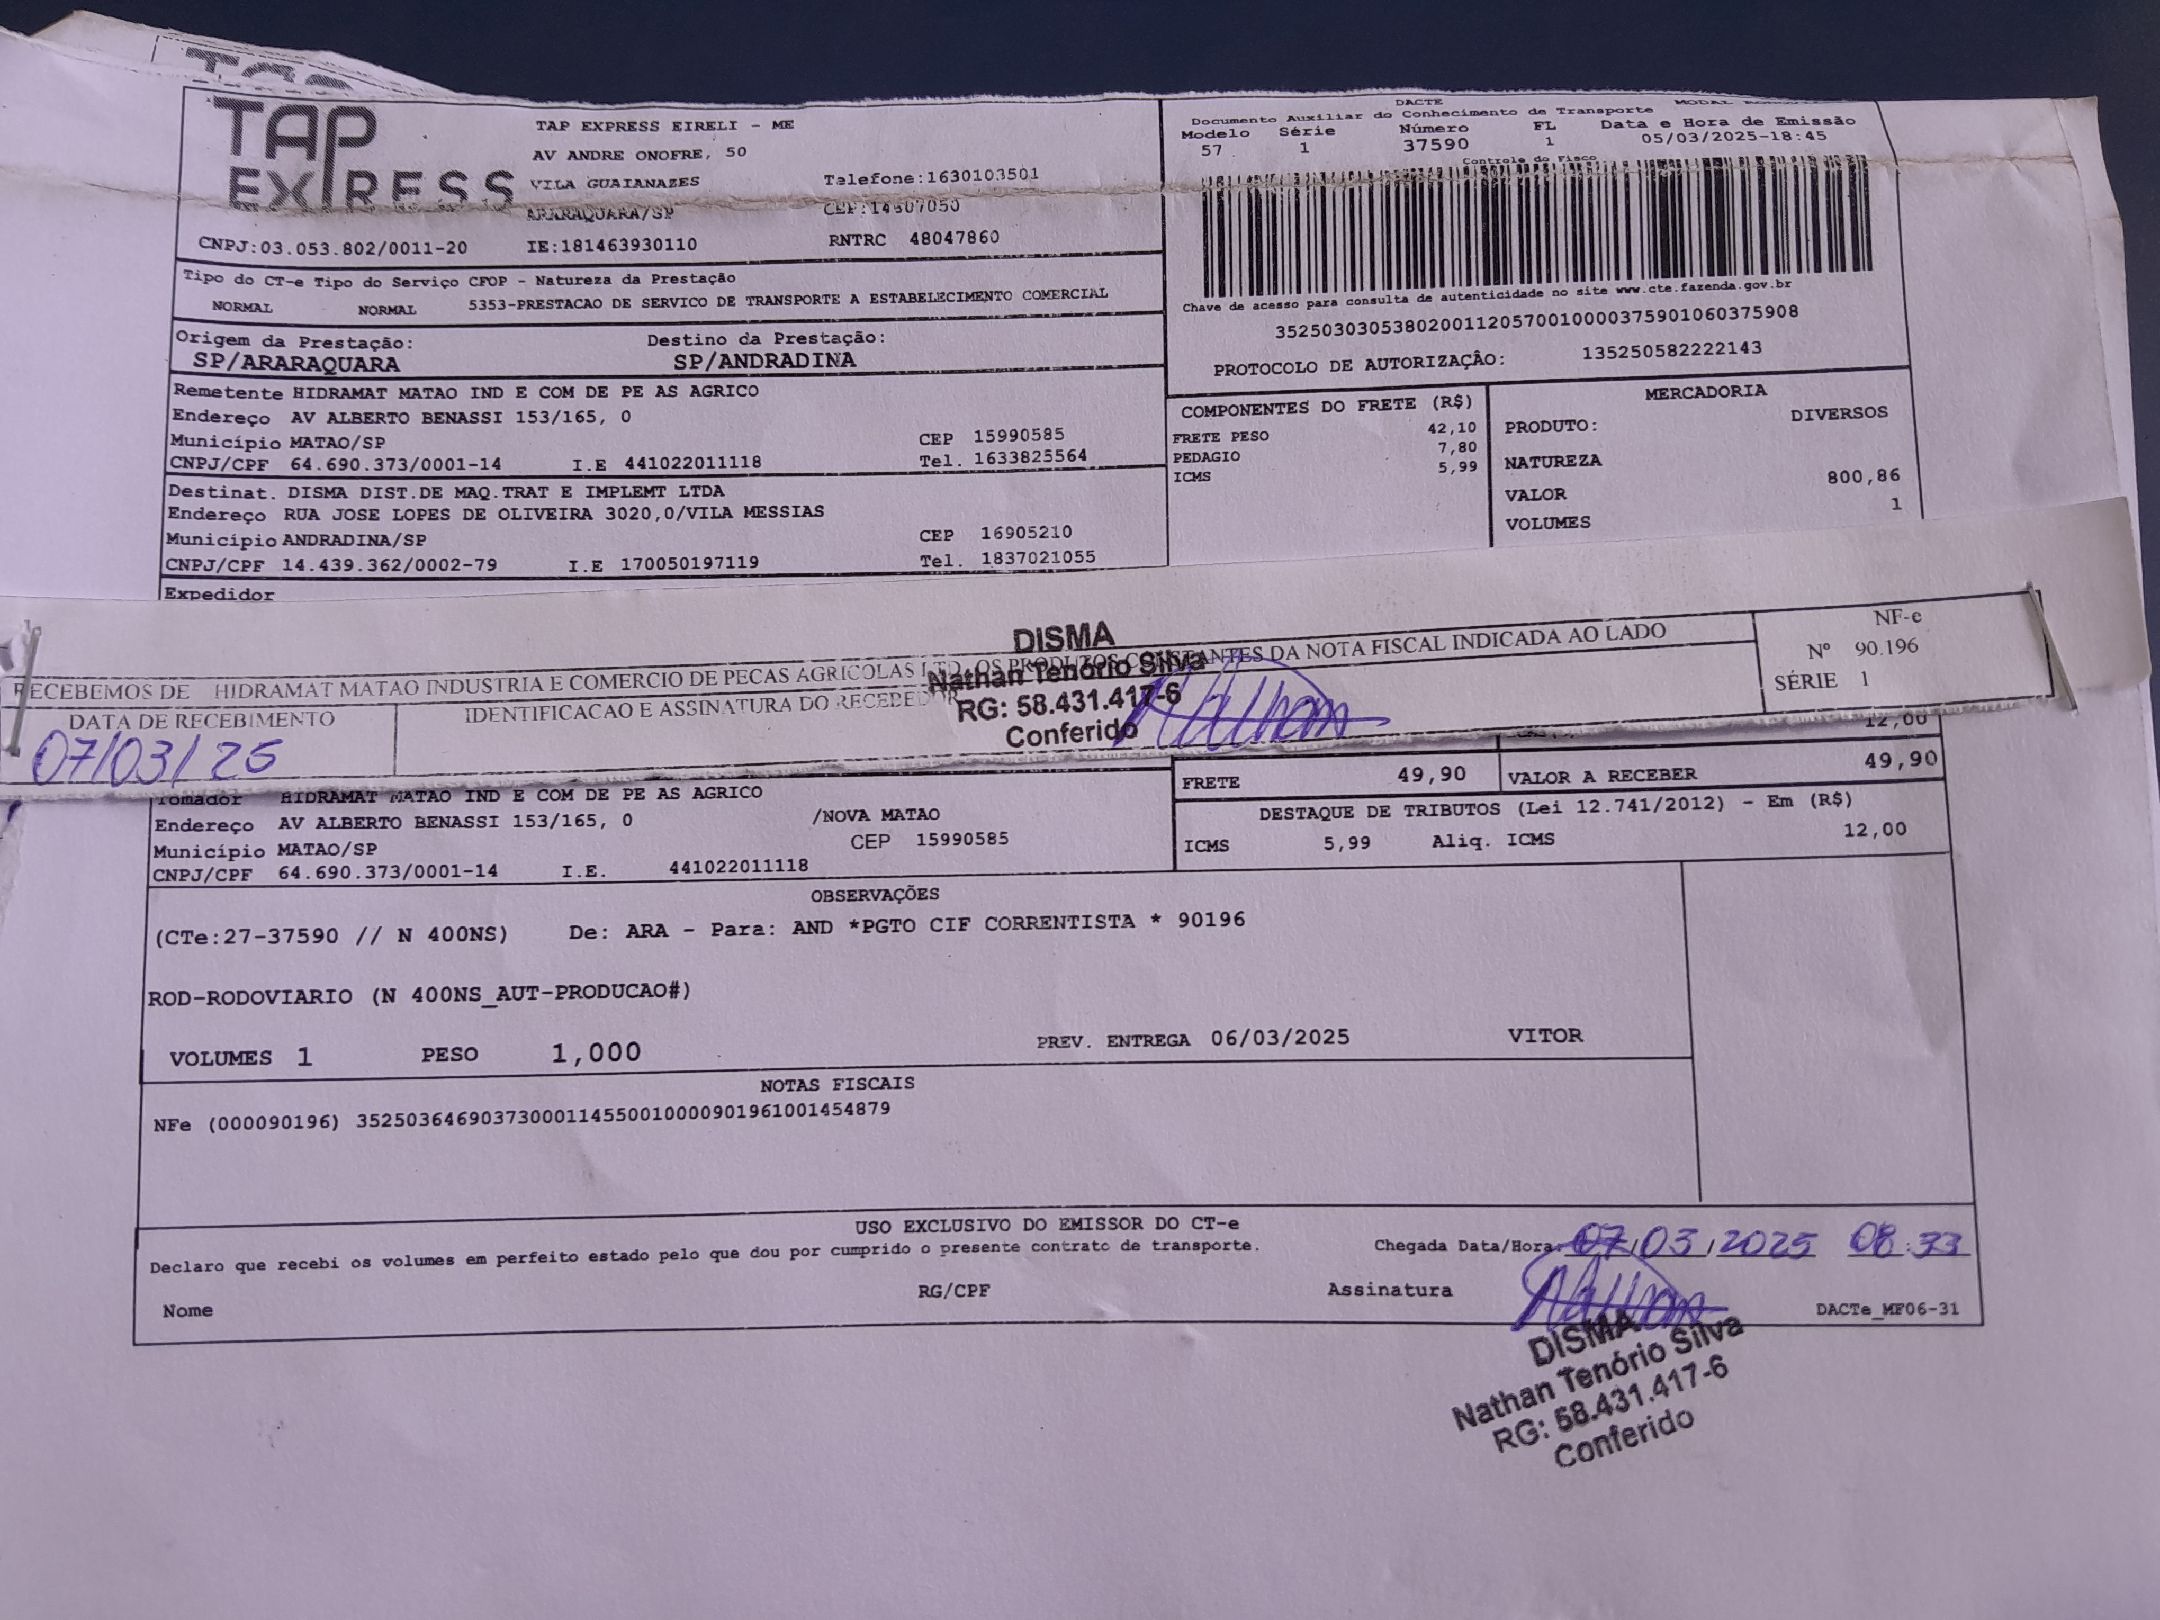 TAP
EXPRESS
TAP EXPRESS EIRELI - ME
AV ANDRE ONOFRE, 50
VILA GUAIANAZES Telefone:1630103501
ARARAQUARA/SP CEP:14807050
CNPJ:03.053.802/0011-20 IE:181463930110 RNTRC 48047860
DACTE
Documento Auxiliar do Conhecimento de Transporte MODAL
Modelo Série Número FL Data e Hora de Emissão
57 1 37590 1 05/03/2025-18:45
Controle do Fisco
Chave de acesso para consulta de autenticidade no site www.cte.fazenda.gov.br
35250303053802001120570010000375901060375908
PROTOCOLO DE AUTORIZAÇÂO: 135250582222143
Tipo do CT-e Tipo do Serviço CFOP - Natureza da Prestação
NORMAL NORMAL 5353-PRESTACAO DE SERVICO DE TRANSPORTE A ESTABELECIMENTO COMERCIAL
Origem da Prestação: Destino da Prestação:
SP/ARARAQUARA SP/ANDRADINA
Remetente HIDRAMAT MATAO IND E COM DE PE AS AGRICO
Endereço AV ALBERTO BENASSI 153/165, 0
Município MATAO/SP CEP 15990585
CNPJ/CPF 64.690.373/0001-14 I.E 441022011118 Tel. 1633825564
Destinat. DISMA DIST.DE MAQ.TRAT E IMPLEMT LTDA
Endereço RUA JOSE LOPES DE OLIVEIRA 3020,0/VILA MESSIAS
Município ANDRADINA/SP CEP 16905210
CNPJ/CPF 14.439.362/0002-79 I.E 170050197119 Tel. 1837021055
Expedidor
COMPONENTES DO FRETE (R$)
FRETE PESO 42,10
PEDAGIO 7,80
ICMS 5,99
MERCADORIA
PRODUTO: DIVERSOS
NATUREZA
VALOR 800,86
VOLUMES 1
RECEBEMOS DE HIDRAMAT MATAO INDUSTRIA E COMERCIO DE PECAS AGRICOLAS LTD. OS PRODUTOS CONSTANTES DA NOTA FISCAL INDICADA AO LADO
DATA DE RECEBIMENTO IDENTIFICACAO E ASSINATURA DO RECEBEDOR
07/03/25
DISMA
Nathan Tenório Silva
RG: 58.431.417-6
Conferido
Nathan
NF-e
Nº 90.196
SÉRIE 1
12,00
FRETE 49,90 VALOR A RECEBER 49,90
DESTAQUE DE TRIBUTOS (Lei 12.741/2012) - Em (R$)
ICMS 5,99 Aliq. ICMS 12,00
Tomador HIDRAMAT MATAO IND E COM DE PE AS AGRICO
Endereço AV ALBERTO BENASSI 153/165, 0 /NOVA MATAO
Município MATAO/SP CEP 15990585
CNPJ/CPF 64.690.373/0001-14 I.E. 441022011118
OBSERVAÇÕES
(CTe:27-37590 // N 400NS) De: ARA - Para: AND *PGTO CIF CORRENTISTA * 90196
ROD-RODOVIARIO (N 400NS_AUT-PRODUCAO#)
VOLUMES 1 PESO 1,000 PREV. ENTREGA 06/03/2025 VITOR
NOTAS FISCAIS
NFe (000090196) 35250364690373000114550010000901961001454879
USO EXCLUSIVO DO EMISSOR DO CT-e
Declaro que recebi os volumes em perfeito estado pelo que dou por cumprido o presente contrato de transporte. Chegada Data/Hora: 07/03/2025 08:33
Nome RG/CPF Assinatura Nathan DACTe_MF06-31
DISMA
Nathan Tenório Silva
RG: 58.431.417-6
Conferido